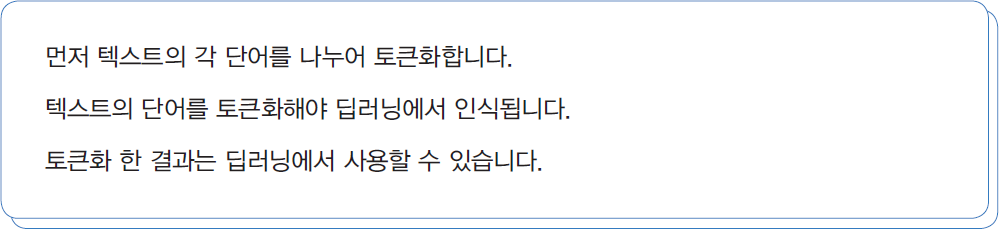 먼저 텍스트의 각 단어를 나누어 토큰화합니다.
텍스트의 단어를 토큰화해야 딥러닝에서 인식됩니다.
토큰화 한 결과는 딥러닝에서 사용할 수 있습니다.